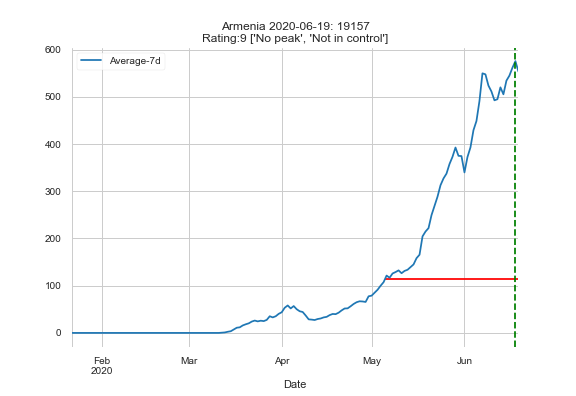 Armenia 2020-06-19: 19157
Rating:9 ['No peak', 'Not in control']
Average-7d
600
500
400
300
200
100
0
Feb Mar Apr May Jun
2020
Date